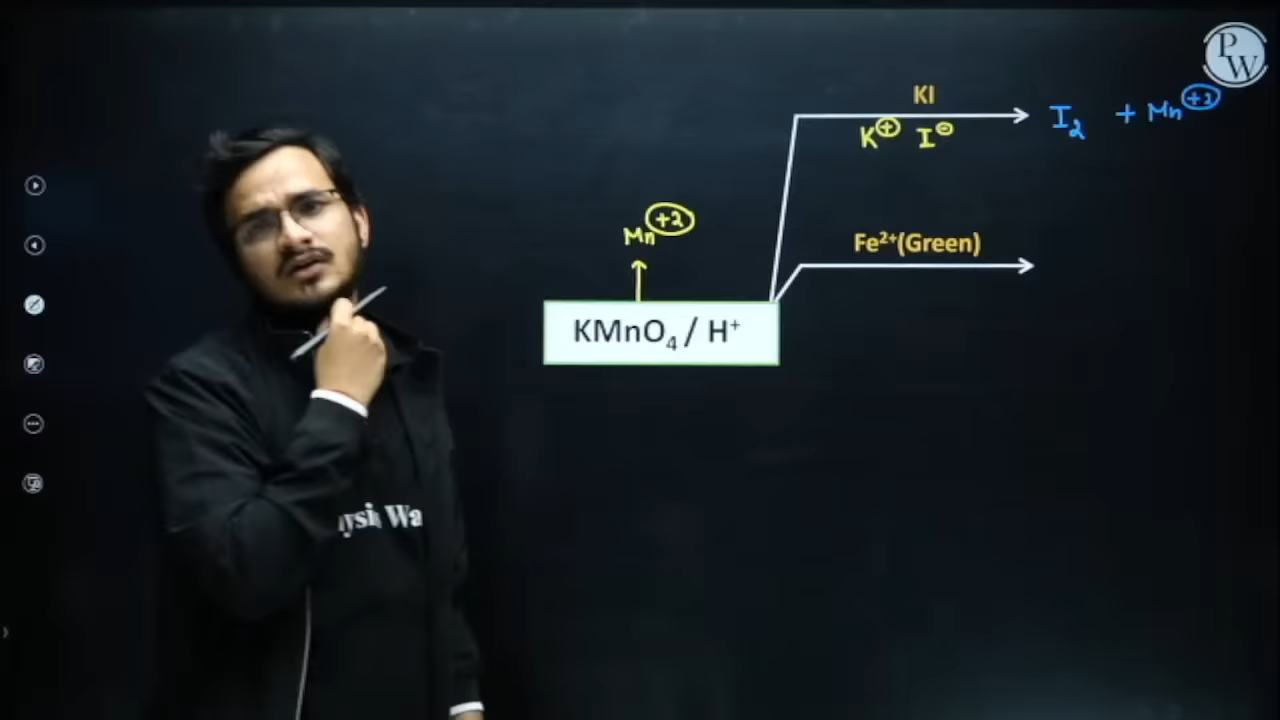 PW
KI
K⊕ I⊖
I₂ + Mn⁺²
Mn⁺²
Fe²⁺(Green)
KMnO₄ / H⁺
ysi Wa